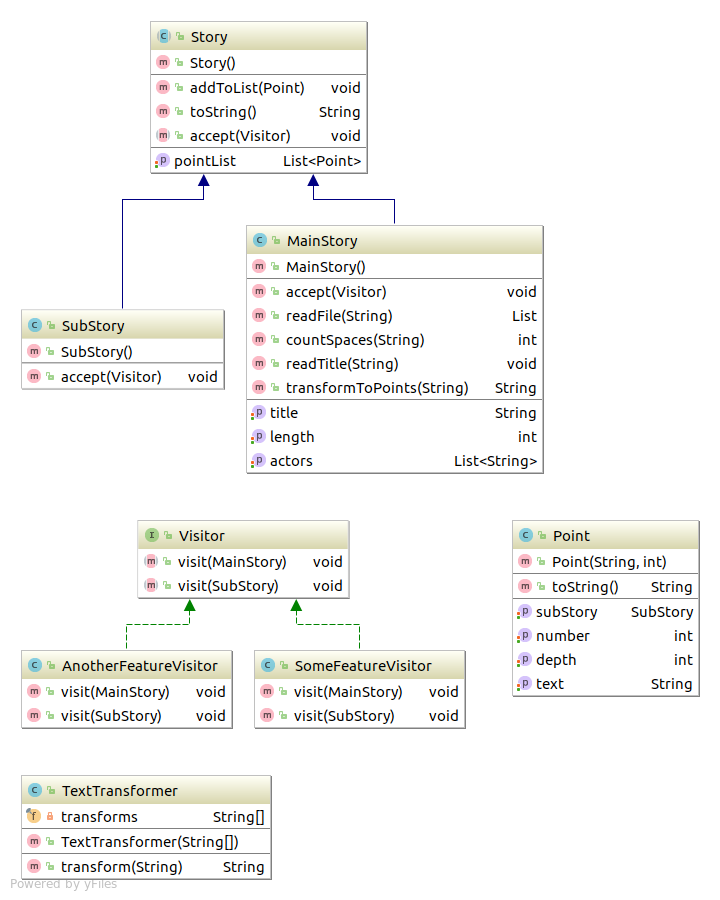 Story
Story()
addToList(Point) void
toString() String
accept(Visitor) void
pointList List<Point>
MainStory
MainStory()
accept(Visitor) void
readFile(String) List
countSpaces(String) int
readTitle(String) void
transformToPoints(String) String
title String
length int
actors List<String>
SubStory
SubStory()
accept(Visitor) void
Visitor
visit(MainStory) void
visit(SubStory) void
Point
Point(String, int)
toString() String
subStory SubStory
number int
depth int
text String
AnotherFeatureVisitor
visit(MainStory) void
visit(SubStory) void
SomeFeatureVisitor
visit(MainStory) void
visit(SubStory) void
TextTransformer
transforms String[]
TextTransformer(String[])
transform(String) String
Powered by yFiles